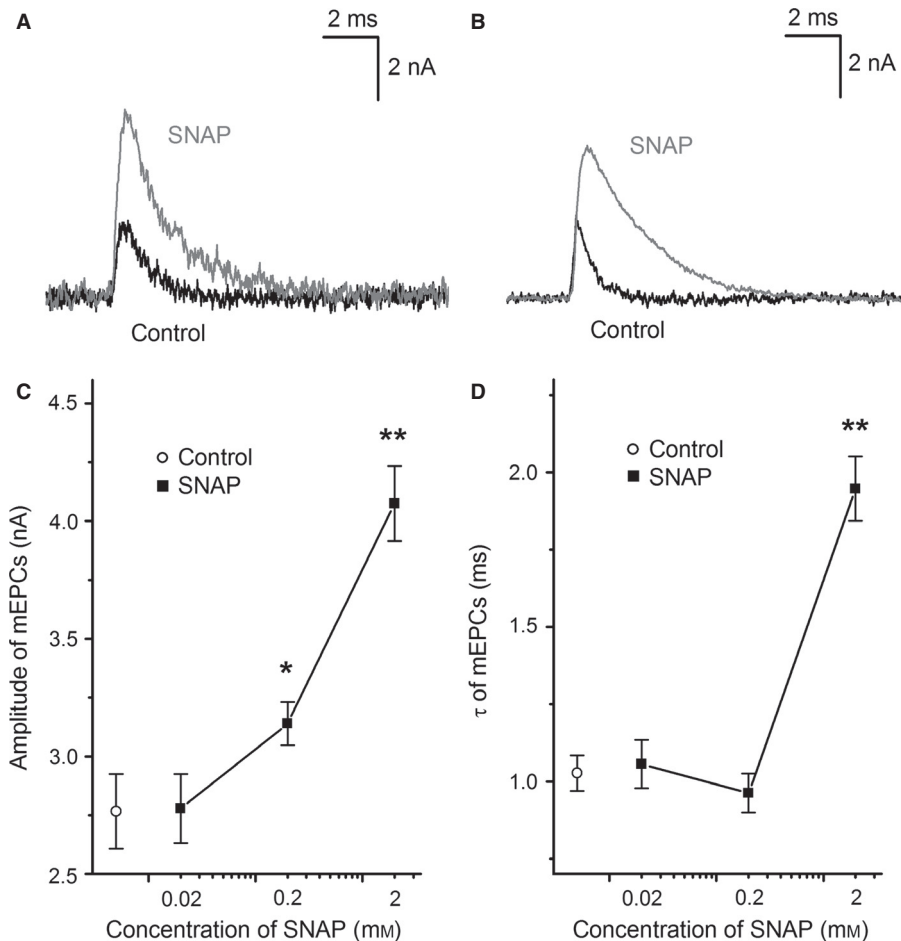 A
2 ms
2 nA
SNAP
Control
B
2 ms
2 nA
SNAP
Control
C
4.5
4.0
3.5
3.0
2.5
Amplitude of mEPCs (nA)
Control
SNAP
*
**
0.02
0.2
2
Concentration of SNAP (mM)
D
2.0
1.5
1.0
τ of mEPCs (ms)
Control
SNAP
**
0.02
0.2
2
Concentration of SNAP (mM)